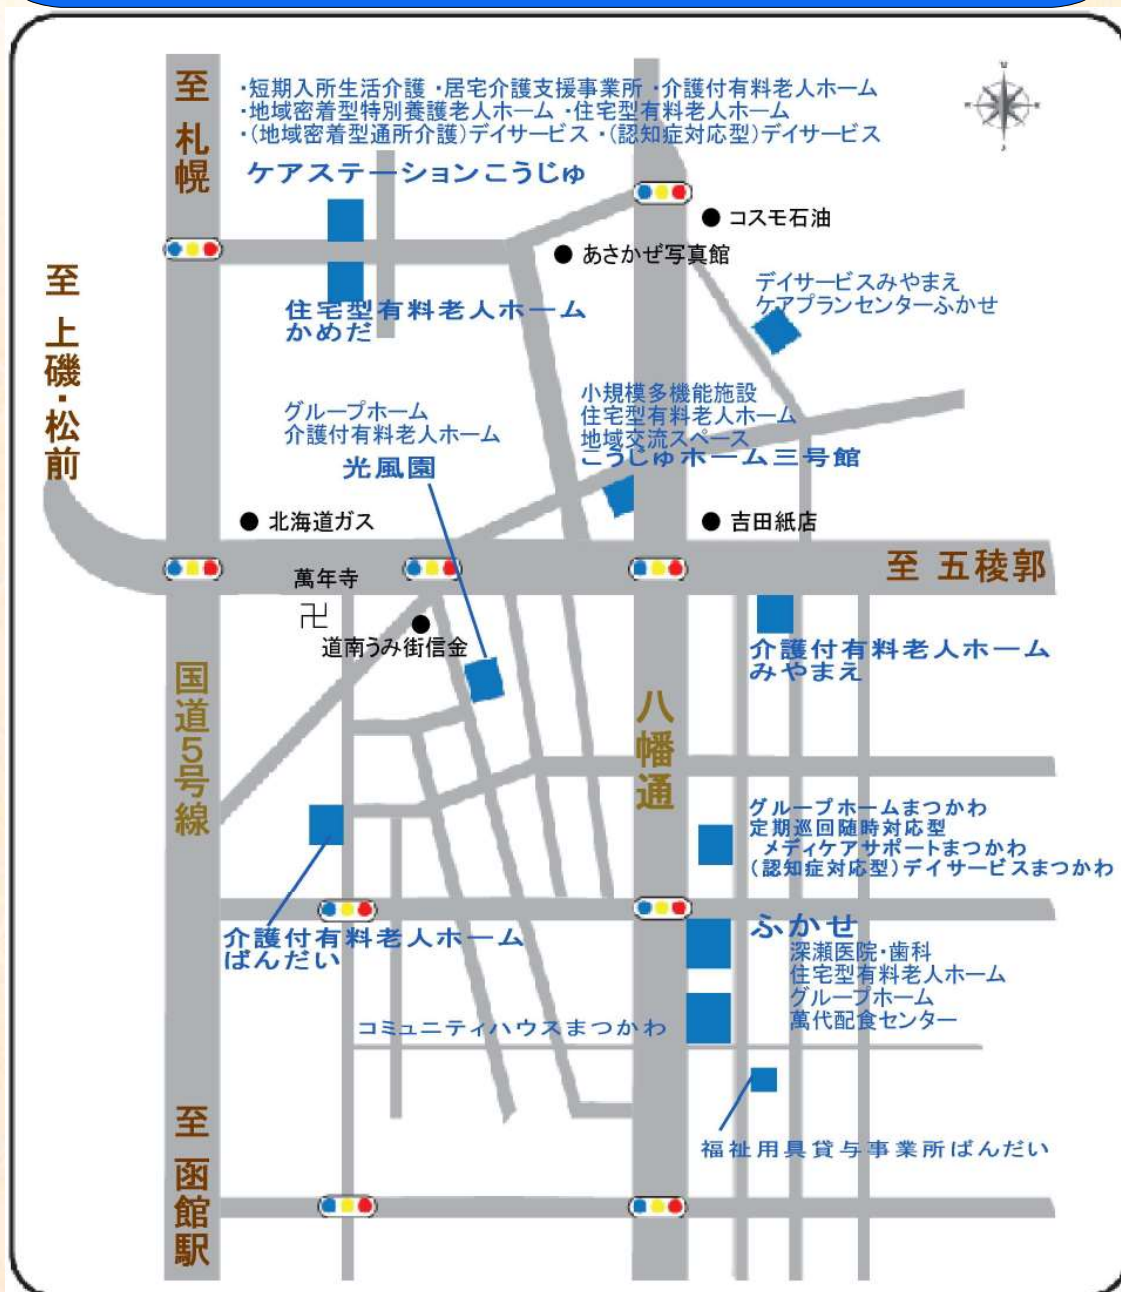 至 札幌
・短期入所生活介護 ・居宅介護支援事業所 ・介護付有料老人ホーム
・地域密着型特別養護老人ホーム ・住宅型有料老人ホーム
・(地域密着型通所介護)デイサービス ・(認知症対応型)デイサービス
ケアステーションこうじゅ
コスモ石油
あさかぜ写真館
至 上磯・松前
デイサービスみやまえ
ケアプランセンターふかせ
住宅型有料老人ホーム
かめだ
グループホーム
介護付有料老人ホーム
光風園
小規模多機能施設
住宅型有料老人ホーム
地域交流スペース
こうじゅホーム三号館
北海道ガス
吉田紙店
至 五稜郭
萬年寺
卍
道南うみ街信金
介護付有料老人ホーム
みやまえ
国道5号線
八幡通
グループホームまつかわ
定期巡回随時対応型
メディケアサポートまつかわ
(認知症対応型)デイサービスまつかわ
介護付有料老人ホーム
ばんだい
ふかせ
深瀬医院・歯科
住宅型有料老人ホーム
グループホーム
萬代配食センター
コミュニティハウスまつかわ
福祉用具貸与事業所ばんだい
至 函館駅